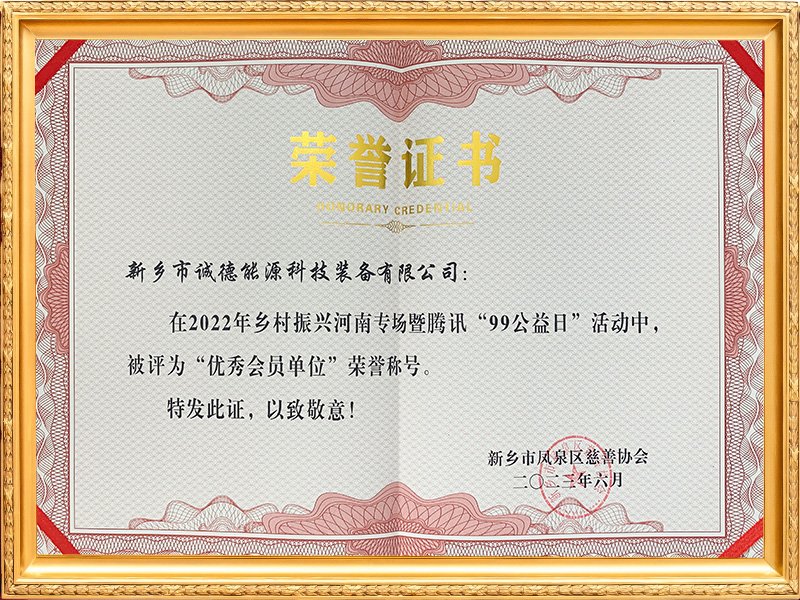 荣誉证书
HONORARY CREDENTIAL
新乡市诚德能源科技装备有限公司：
在2022年乡村振兴河南专场暨腾讯“99公益日”活动中，
被评为“优秀会员单位”荣誉称号。
特发此证，以致敬意！
新乡市凤泉区慈善协会
二〇二三年六月